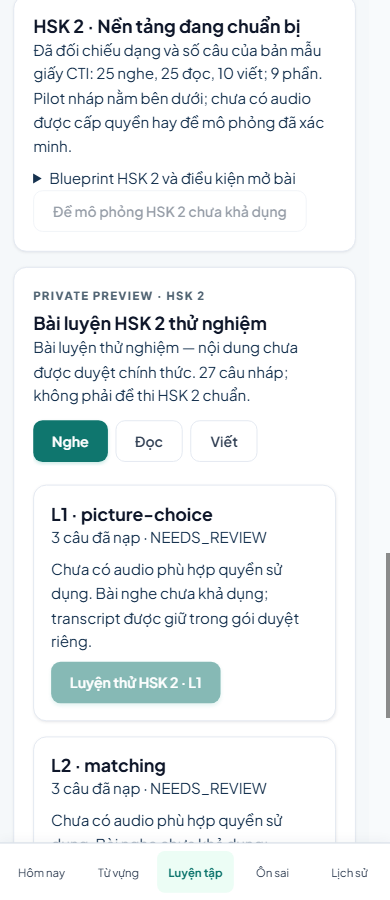 HSK 2 · Nền tảng đang chuẩn bị
Đã đối chiếu dạng và số câu của bản mẫu
giấy CTI: 25 nghe, 25 đọc, 10 viết; 9 phần.
Pilot nháp nằm bên dưới; chưa có audio
được cấp quyền hay đề mô phỏng đã xác
minh.
▶ Blueprint HSK 2 và điều kiện mở bài
Đề mô phỏng HSK 2 chưa khả dụng
PRIVATE PREVIEW · HSK 2
Bài luyện HSK 2 thử nghiệm
Bài luyện thử nghiệm — nội dung chưa
được duyệt chính thức. 27 câu nháp;
không phải đề thi HSK 2 chuẩn.
Nghe Đọc Viết
L1 · picture-choice
3 câu đã nạp · NEEDS_REVIEW
Chưa có audio phù hợp quyền sử
dụng. Bài nghe chưa khả dụng;
transcript được giữ trong gói duyệt
riêng.
Luyện thử HSK 2 · L1
L2 · matching
3 câu đã nạp · NEEDS_REVIEW
Chưa có audio phù hợp quyền sử
Hôm nay Từ vựng Luyện tập Ôn sai Lịch sử